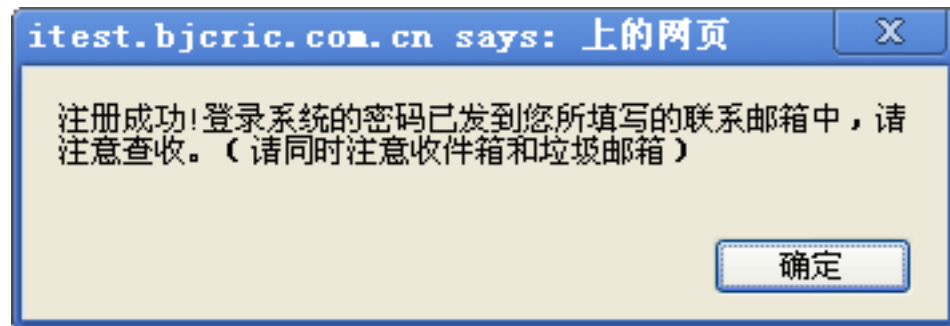 itest.bjcric.com.cn says: 上的网页
注册成功!登录系统的密码已发到您所填写的联系邮箱中，请
注意查收。(请同时注意收件箱和垃圾邮箱)
确定